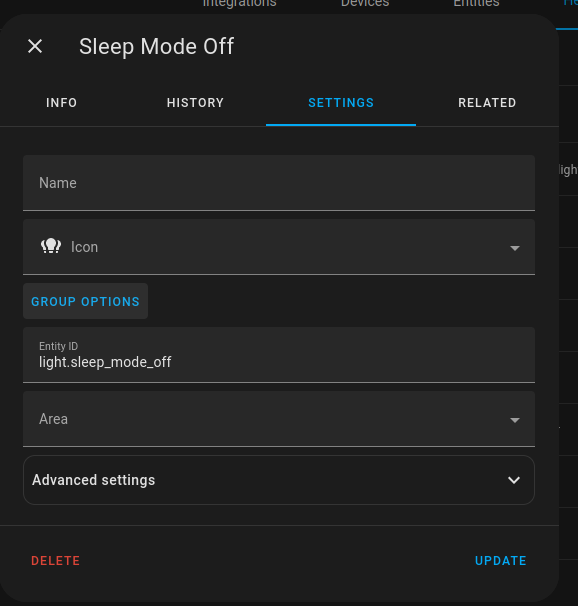 Integrations Devices Entities He
Sleep Mode Off
INFO HISTORY SETTINGS RELATED
Name
ligh
Icon
GROUP OPTIONS
Entity ID
light.sleep_mode_off
Area
Advanced settings
DELETE UPDATE